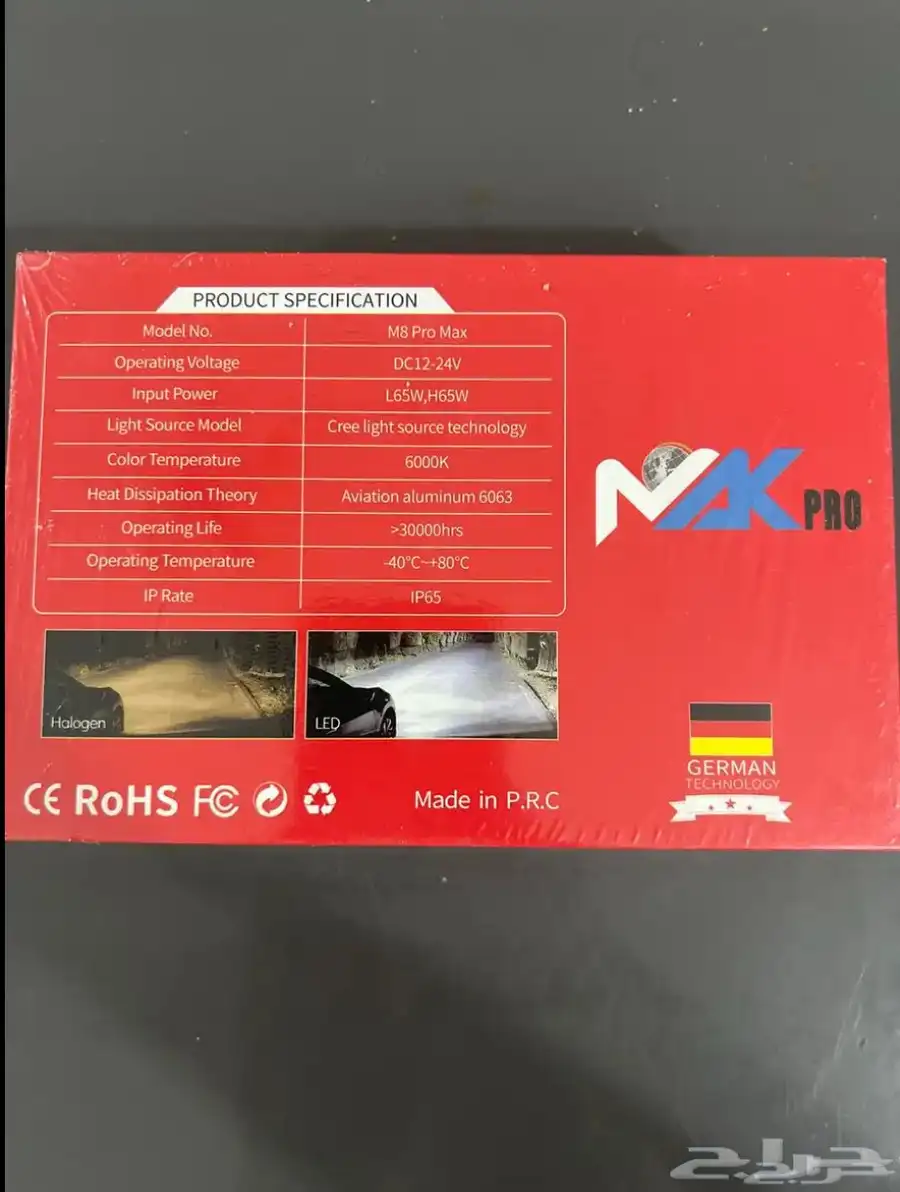 PRODUCT SPECIFICATION
Model No. M8 Pro Max
Operating Voltage DC12-24V
Input Power L65W,H65W
Light Source Model Cree light source technology
Color Temperature 6000K
Heat Dissipation Theory Aviation aluminum 6063
Operating Life >30000hrs
Operating Temperature -40°C~+80°C
IP Rate IP65
MAK PRO
Halogen
LED
GERMAN
TECHNOLOGY
CE RoHS FC
Made in P.R.C
حراج